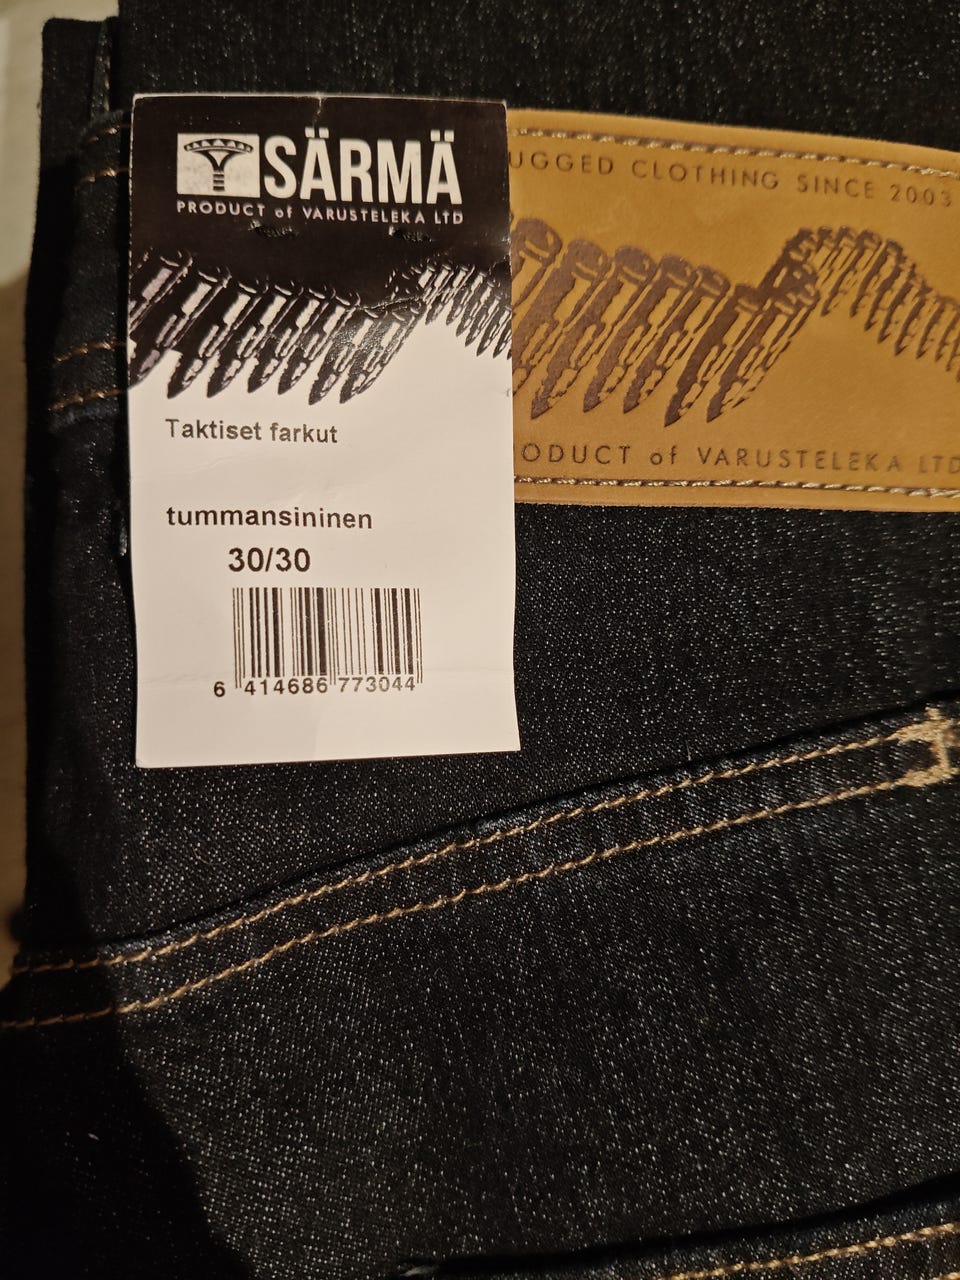 SÄRMÄ
PRODUCT of VARUSTELEKA LTD
Taktiset farkut
tummansininen
30/30
6 414686 773044
UGGED CLOTHING SINCE 2003
ODUCT of VARUSTELEKA LTD